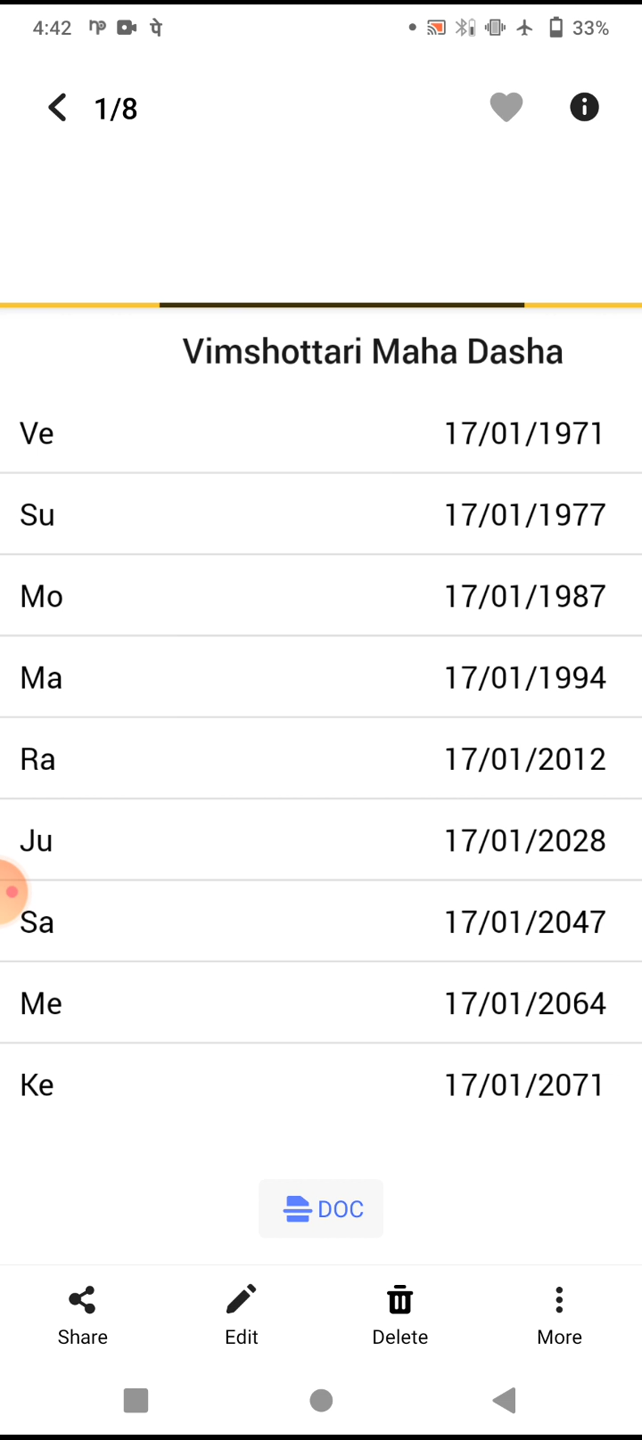 4:42 पे 33%
1/8
Vimshottari Maha Dasha
Ve 17/01/1971
Su 17/01/1977
Mo 17/01/1987
Ma 17/01/1994
Ra 17/01/2012
Ju 17/01/2028
Sa 17/01/2047
Me 17/01/2064
Ke 17/01/2071
DOC
Share Edit Delete More